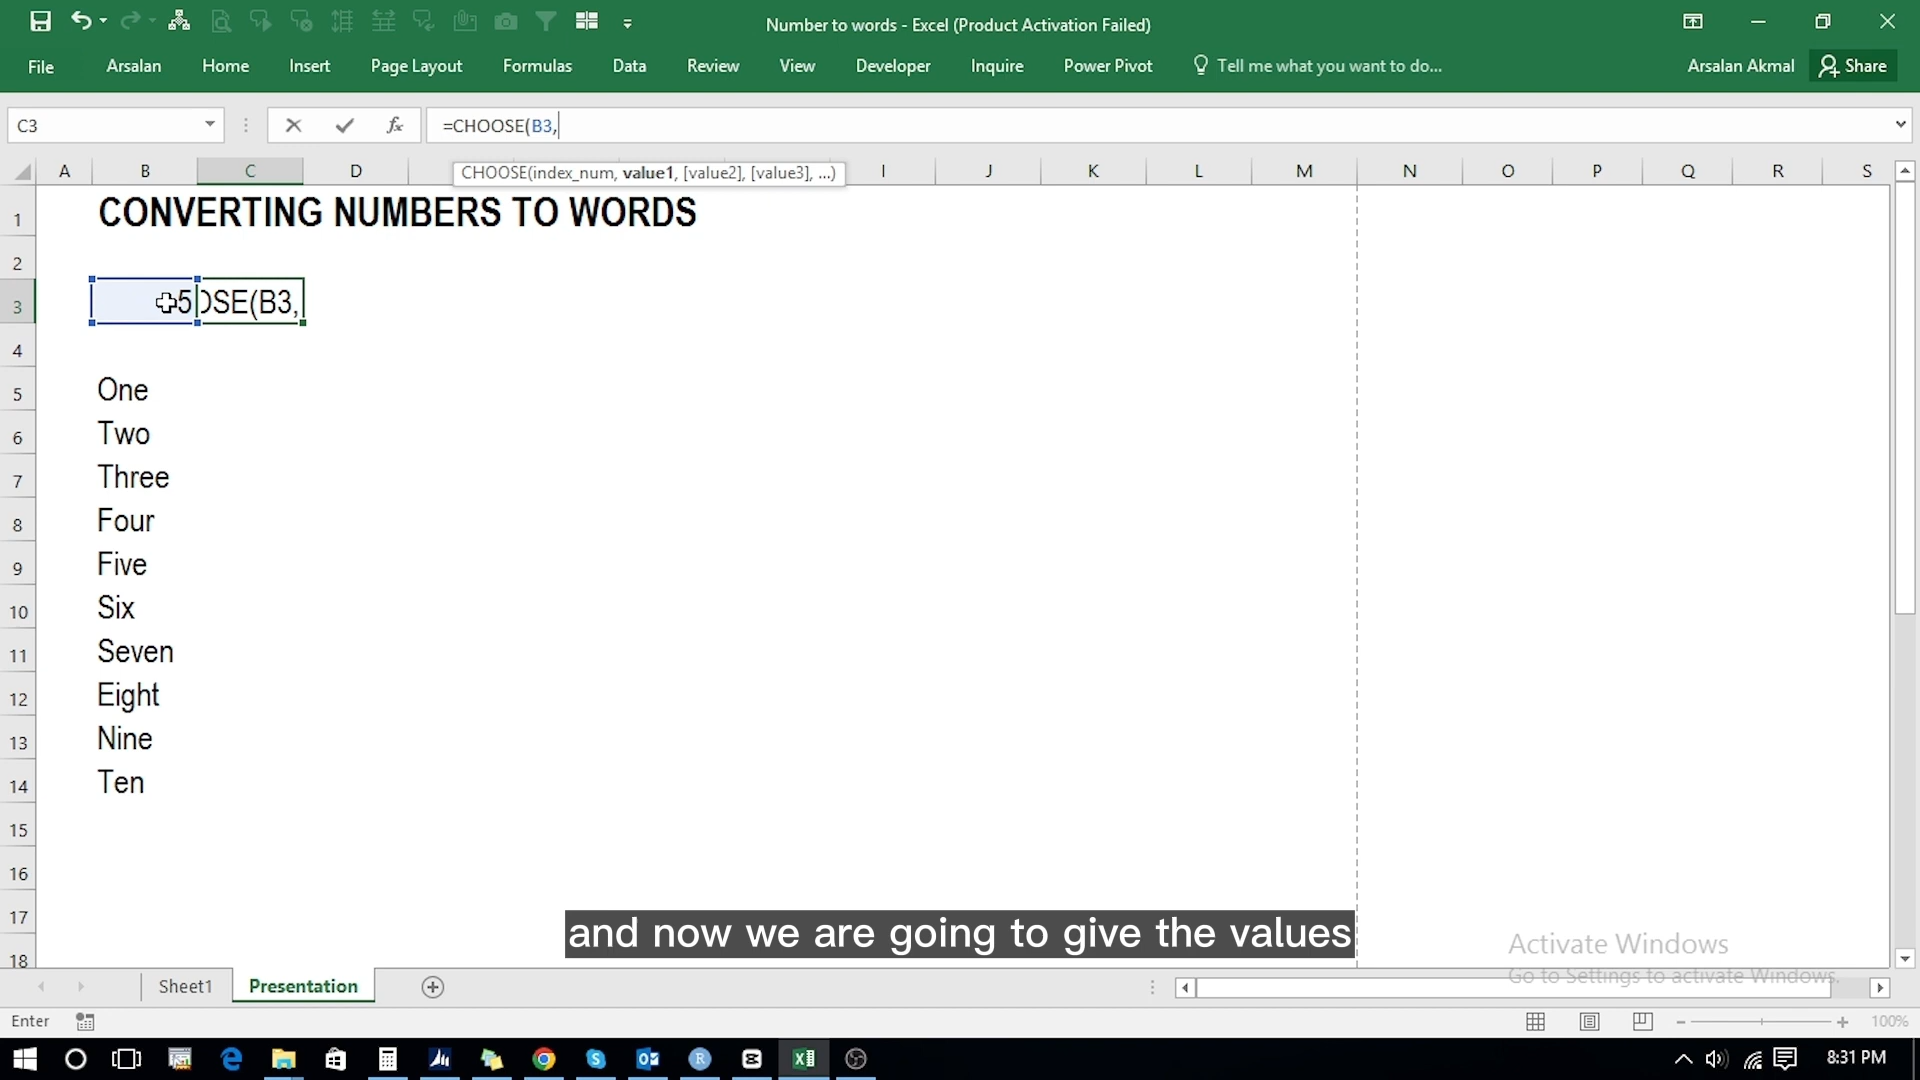 Number to words - Excel (Product Activation Failed)
File Arsalan Home Insert Page Layout Formulas Data Review View Developer Inquire Power Pivot Tell me what you want to do... Arsalan Akmal Share
C3 fx =CHOOSE(B3,
CHOOSE(index_num, value1, [value2], [value3], ...)
A B C D I J K L M N O P Q R S
1 CONVERTING NUMBERS TO WORDS
2
3 5 OSE(B3,
4
5 One
6 Two
7 Three
8 Four
9 Five
10 Six
11 Seven
12 Eight
13 Nine
14 Ten
15
16
17
and now we are going to give the values
18
Activate Windows
Go to Settings to activate Windows.
Sheet1 Presentation
Enter 100%
8:31 PM